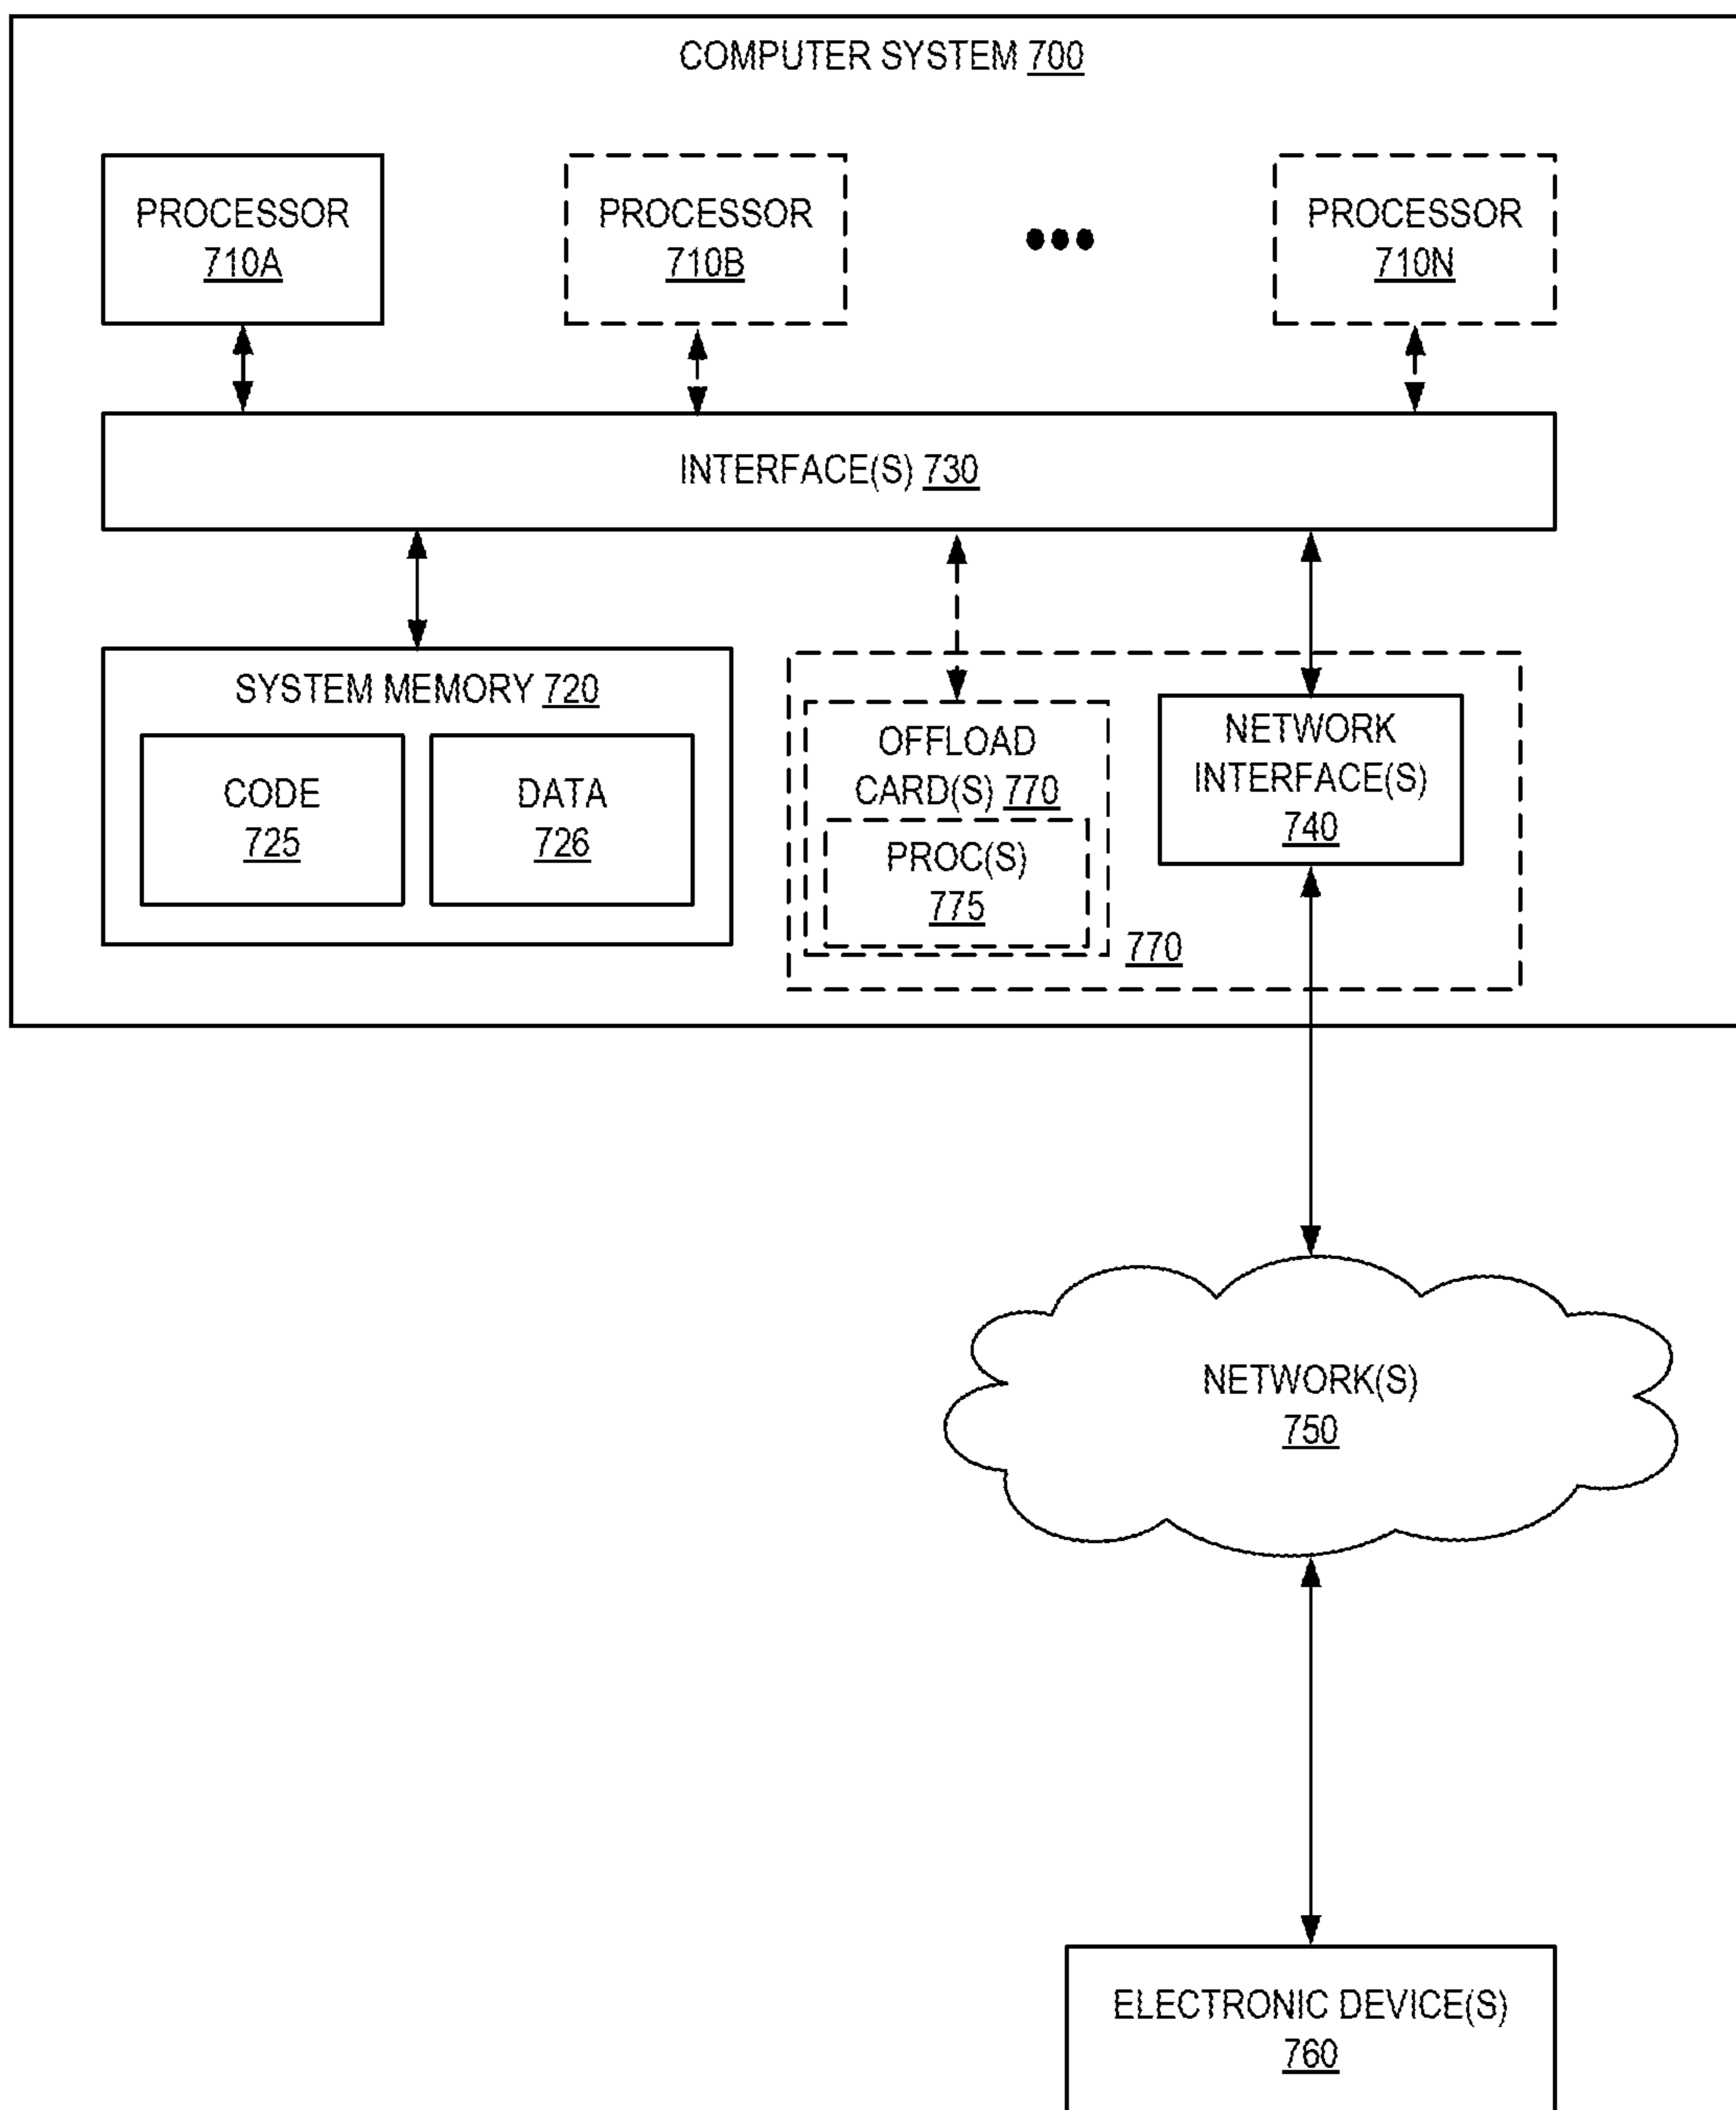 COMPUTER SYSTEM 700
PROCESSOR
710A
PROCESSOR
710B
PROCESSOR
710N
INTERFACE(S) 730
SYSTEM MEMORY 720
CODE
725
DATA
726
OFFLOAD
CARD(S) 770
PROC(S)
775
770
NETWORK
INTERFACE(S)
740
NETWORK(S)
750
ELECTRONIC DEVICE(S)
760